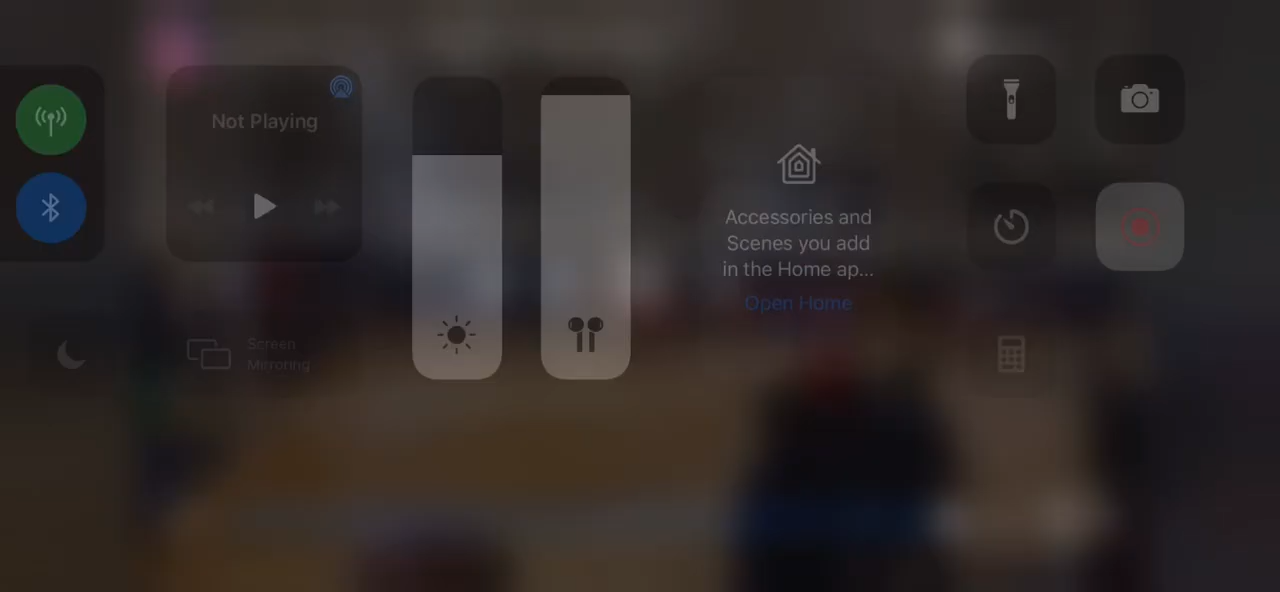 Not Playing
Accessories and
Scenes you add
in the Home ap...
Open Home
Screen
Mirroring